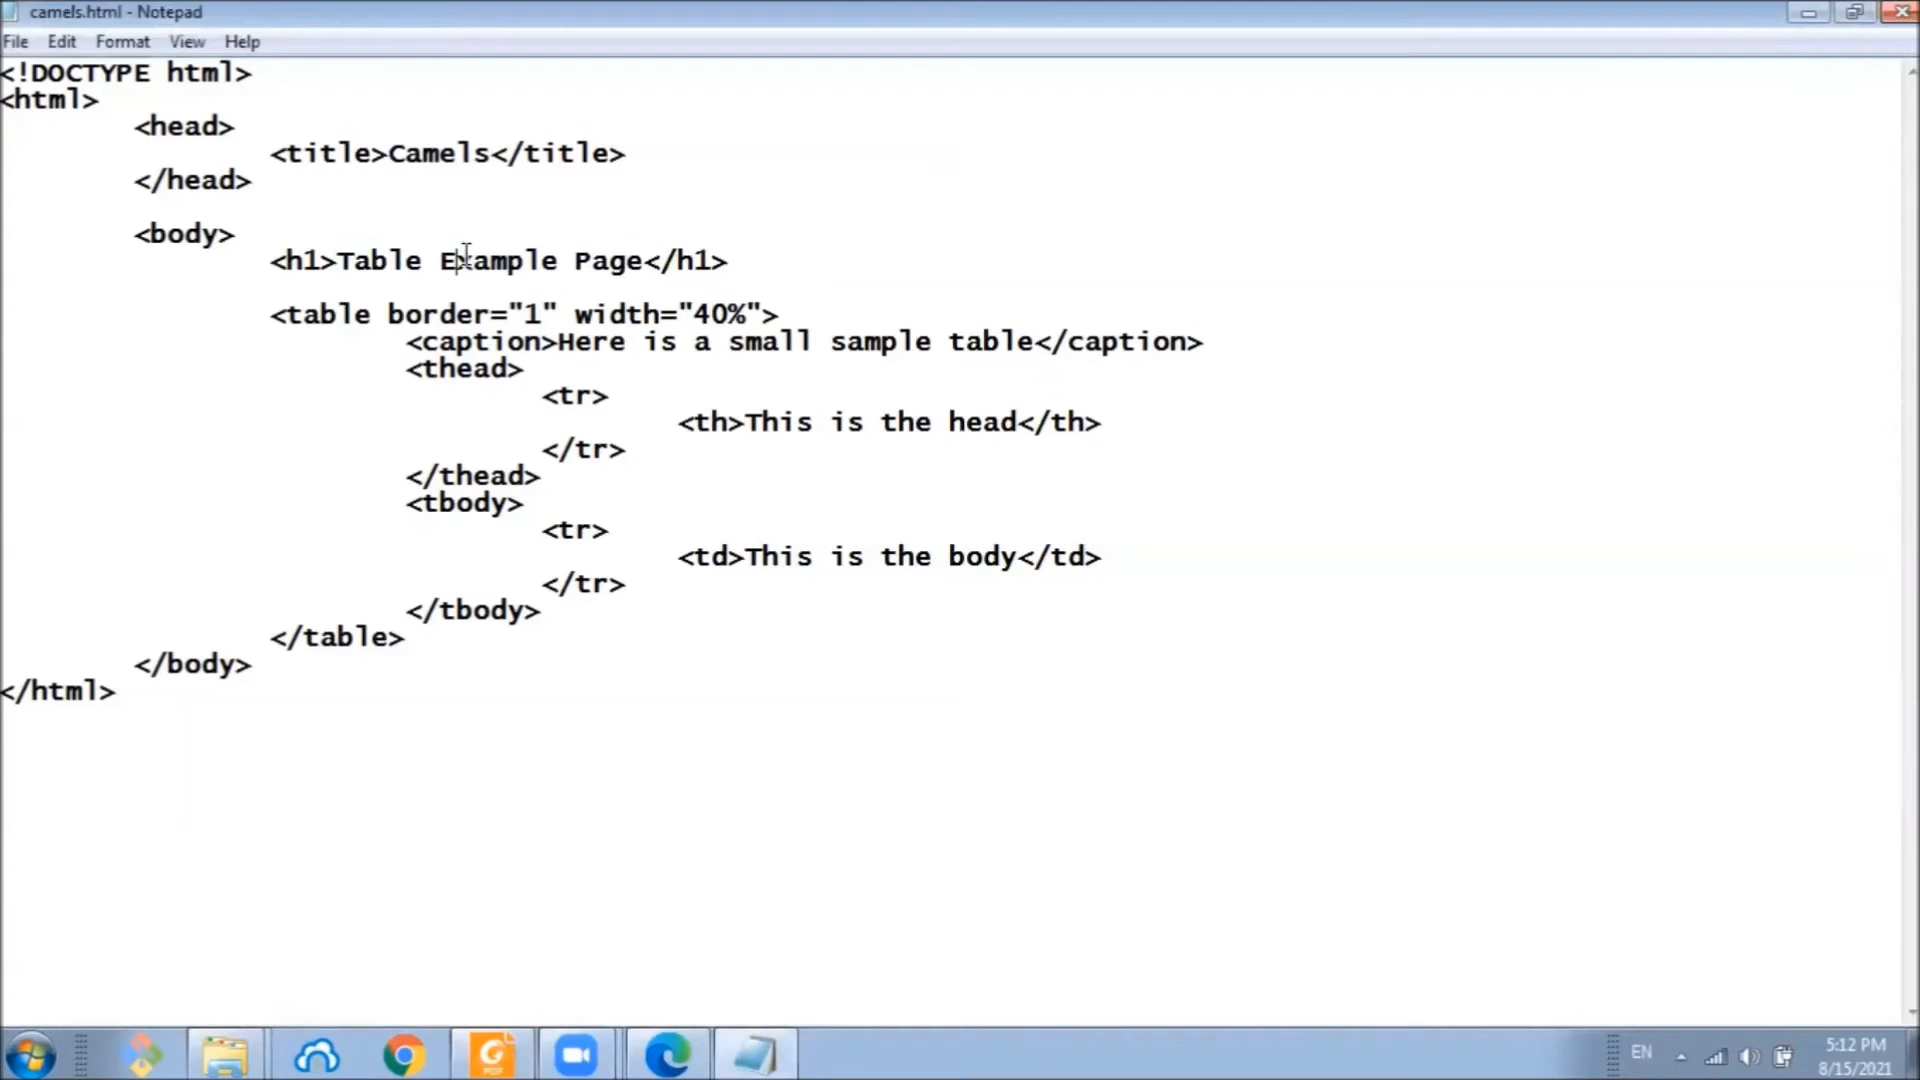 camels.html - Notepad
File Edit Format View Help
<!DOCTYPE html>
<html>
<head>
<title>Camels</title>
</head>
<body>
<h1>Table Example Page</h1>
<table border="1" width="40%">
<caption>Here is a small sample table</caption>
<thead>
<tr>
<th>This is the head</th>
</tr>
</thead>
<tbody>
<tr>
<td>This is the body</td>
</tr>
</tbody>
</table>
</body>
</html>
PDF
EN
5:12 PM
8/15/2021